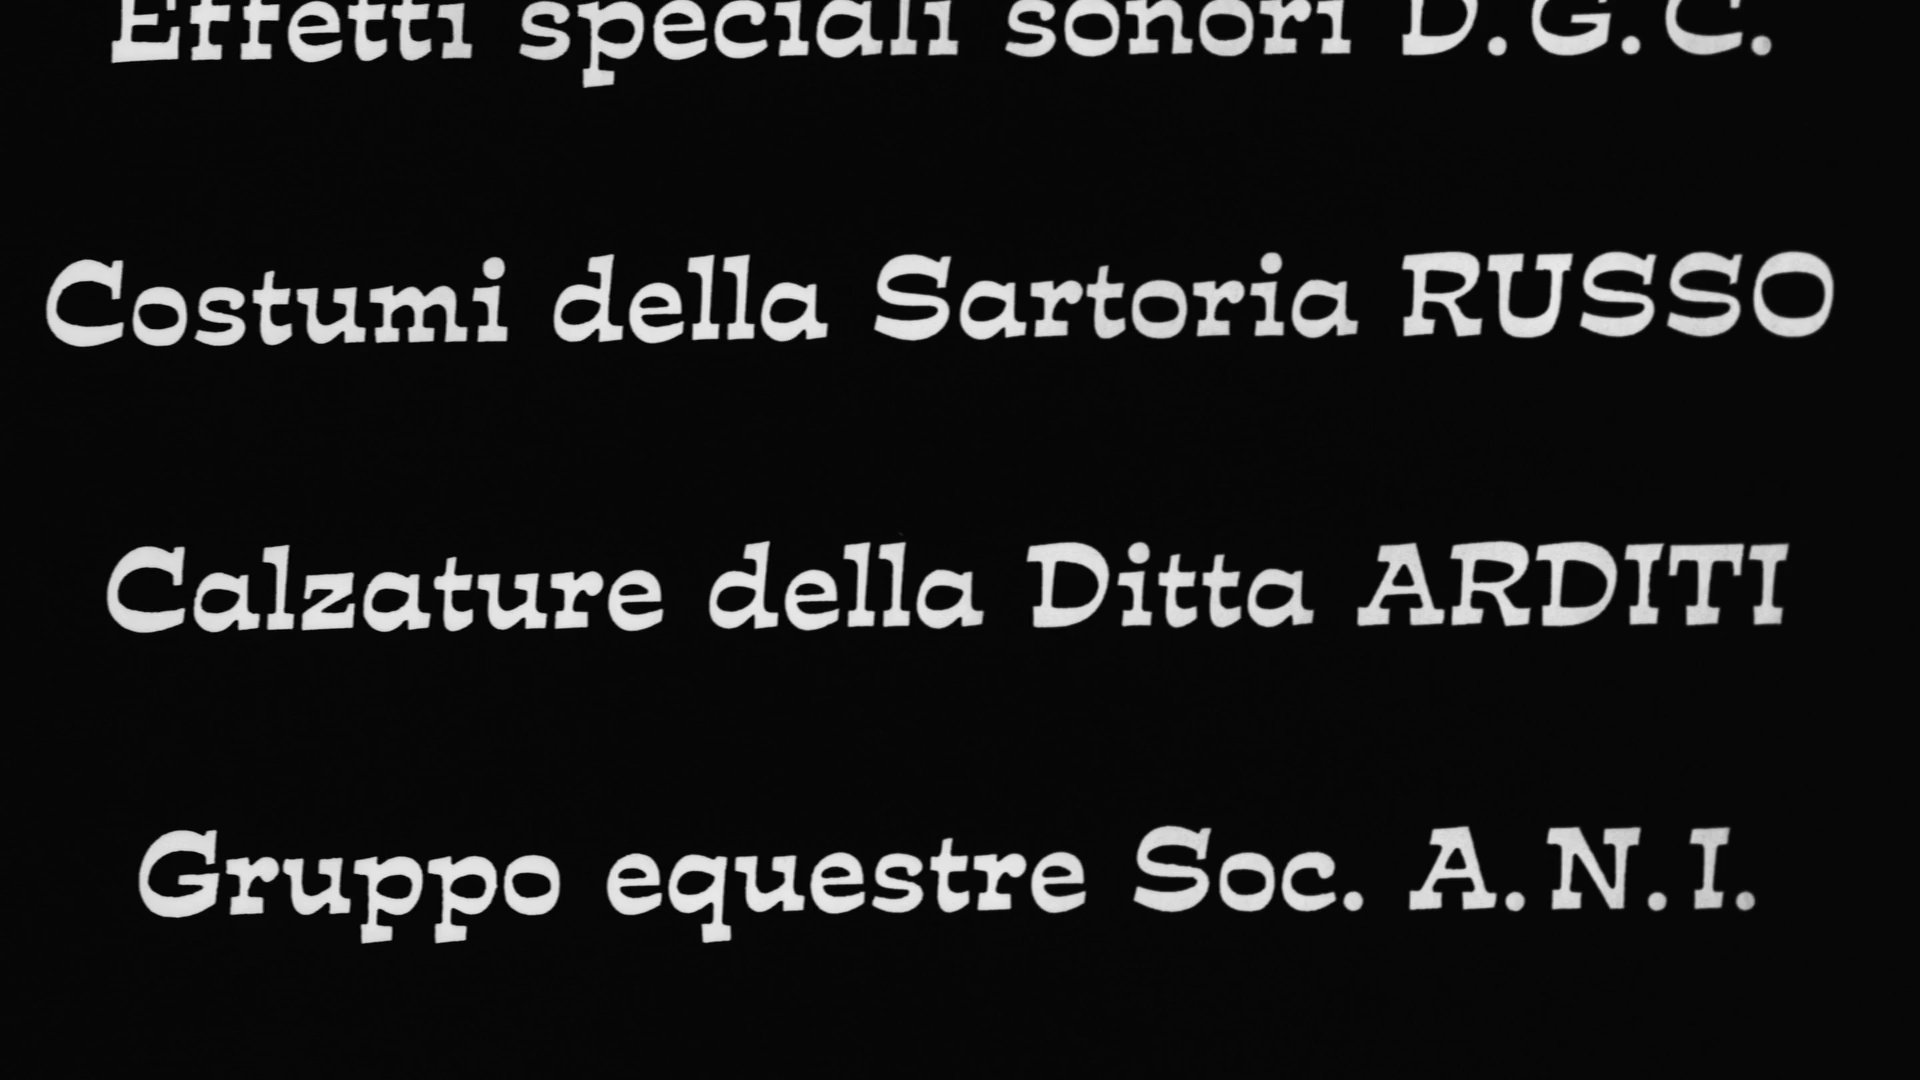 Effetti speciali sonori D.G.C.
Costumi della Sartoria RUSSO
Calzature della Ditta ARDITI
Gruppo equestre Soc. A.N.I.